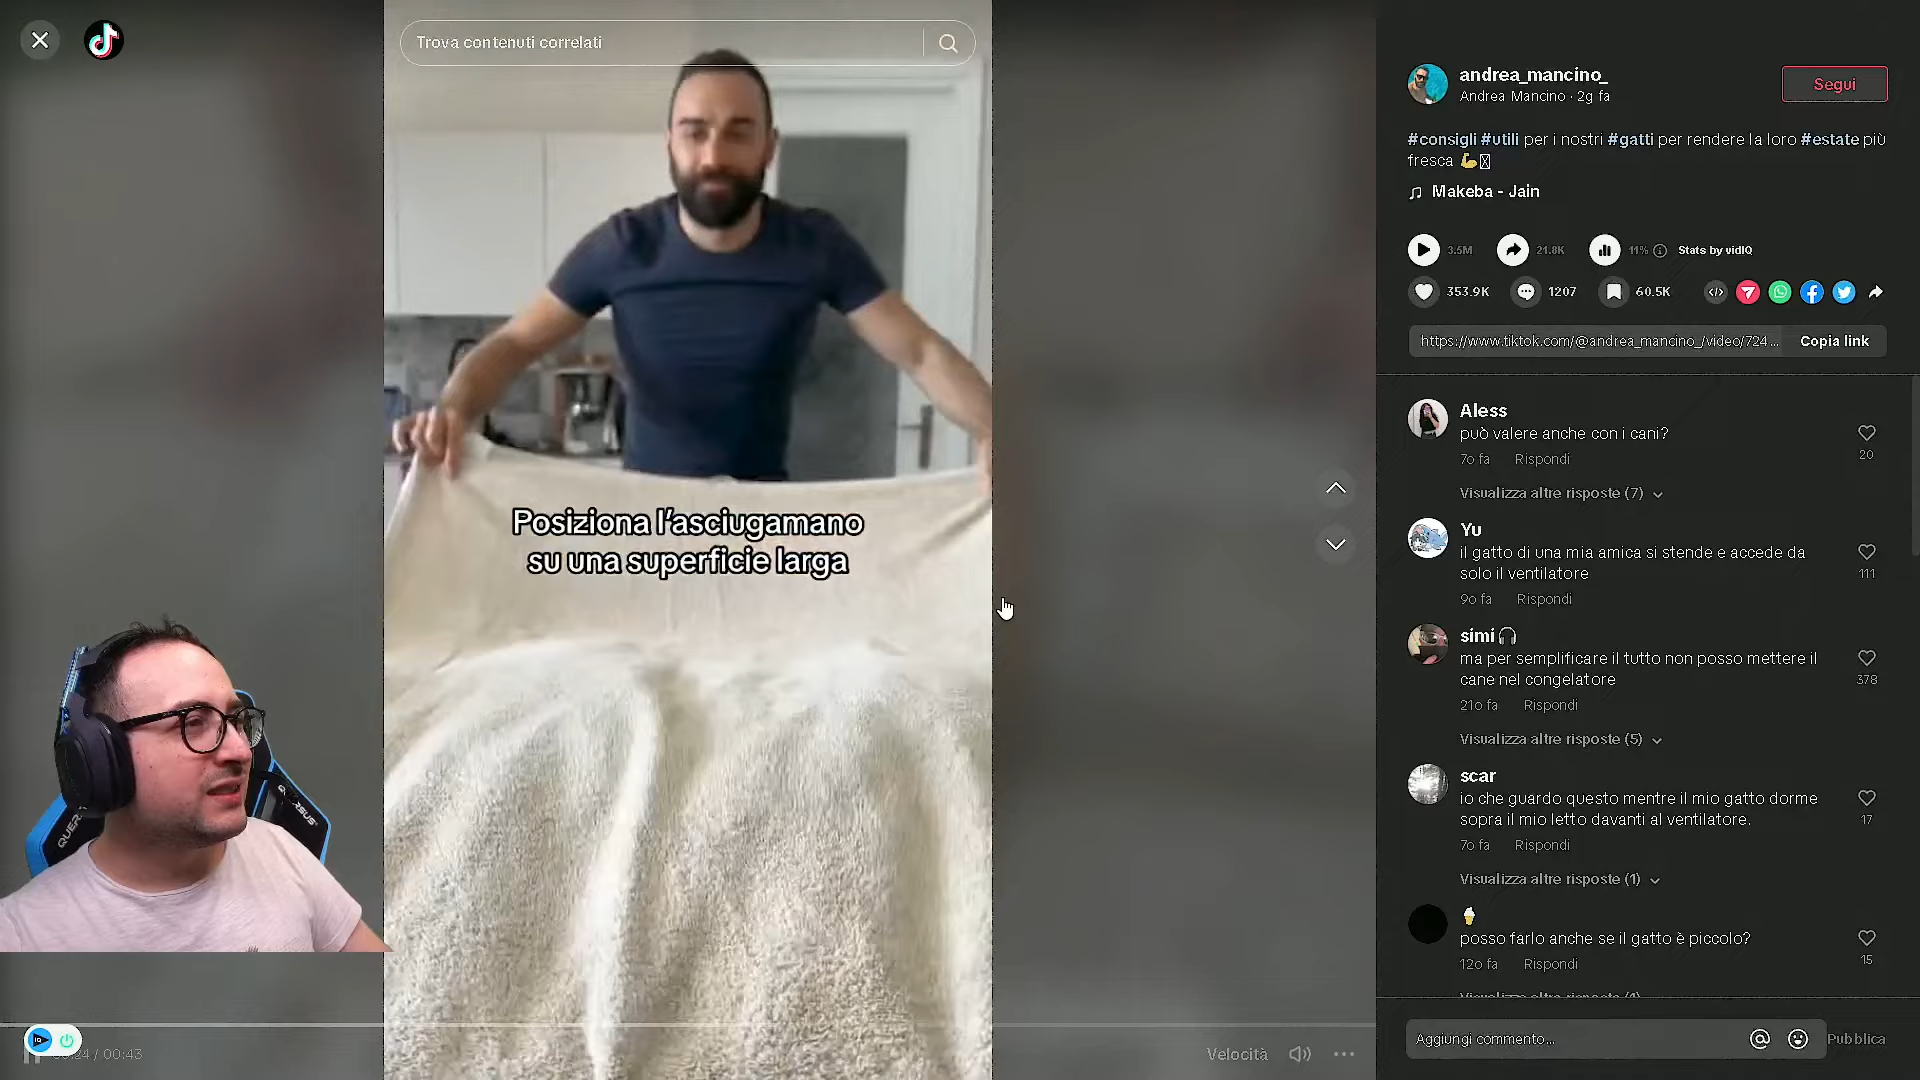 Trova contenuti correlati
andrea_mancino_
Andrea Mancino · 2g fa
Segui
#consigli #utili per i nostri #gatti per rendere la loro #estate più
fresca 💪
Makeba - Jain
3.5M
21.8K
11%
Stats by vidIQ
353.9K
1207
60.5K
https://www.tiktok.com/@andrea_mancino_/video/724...
Copia link
Posiziona l'asciugamano
su una superficie larga
Aless
può valere anche con i cani?
7o fa Rispondi
20
Visualizza altre risposte (7)
Yu
il gatto di una mia amica si stende e accede da
solo il ventilatore
111
9o fa Rispondi
simi🎧
ma per semplificare il tutto non posso mettere il
cane nel congelatore
378
21o fa Rispondi
Visualizza altre risposte (5)
scar
io che guardo questo mentre il mio gatto dorme
sopra il mio letto davanti al ventilatore.
17
7o fa Rispondi
Visualizza altre risposte (1)
🍦
posso farlo anche se il gatto è piccolo?
15
12o fa Rispondi
Visualizza altre risposte (1)
Aggiungi commento...
Pubblica
/ 00:43
Velocità